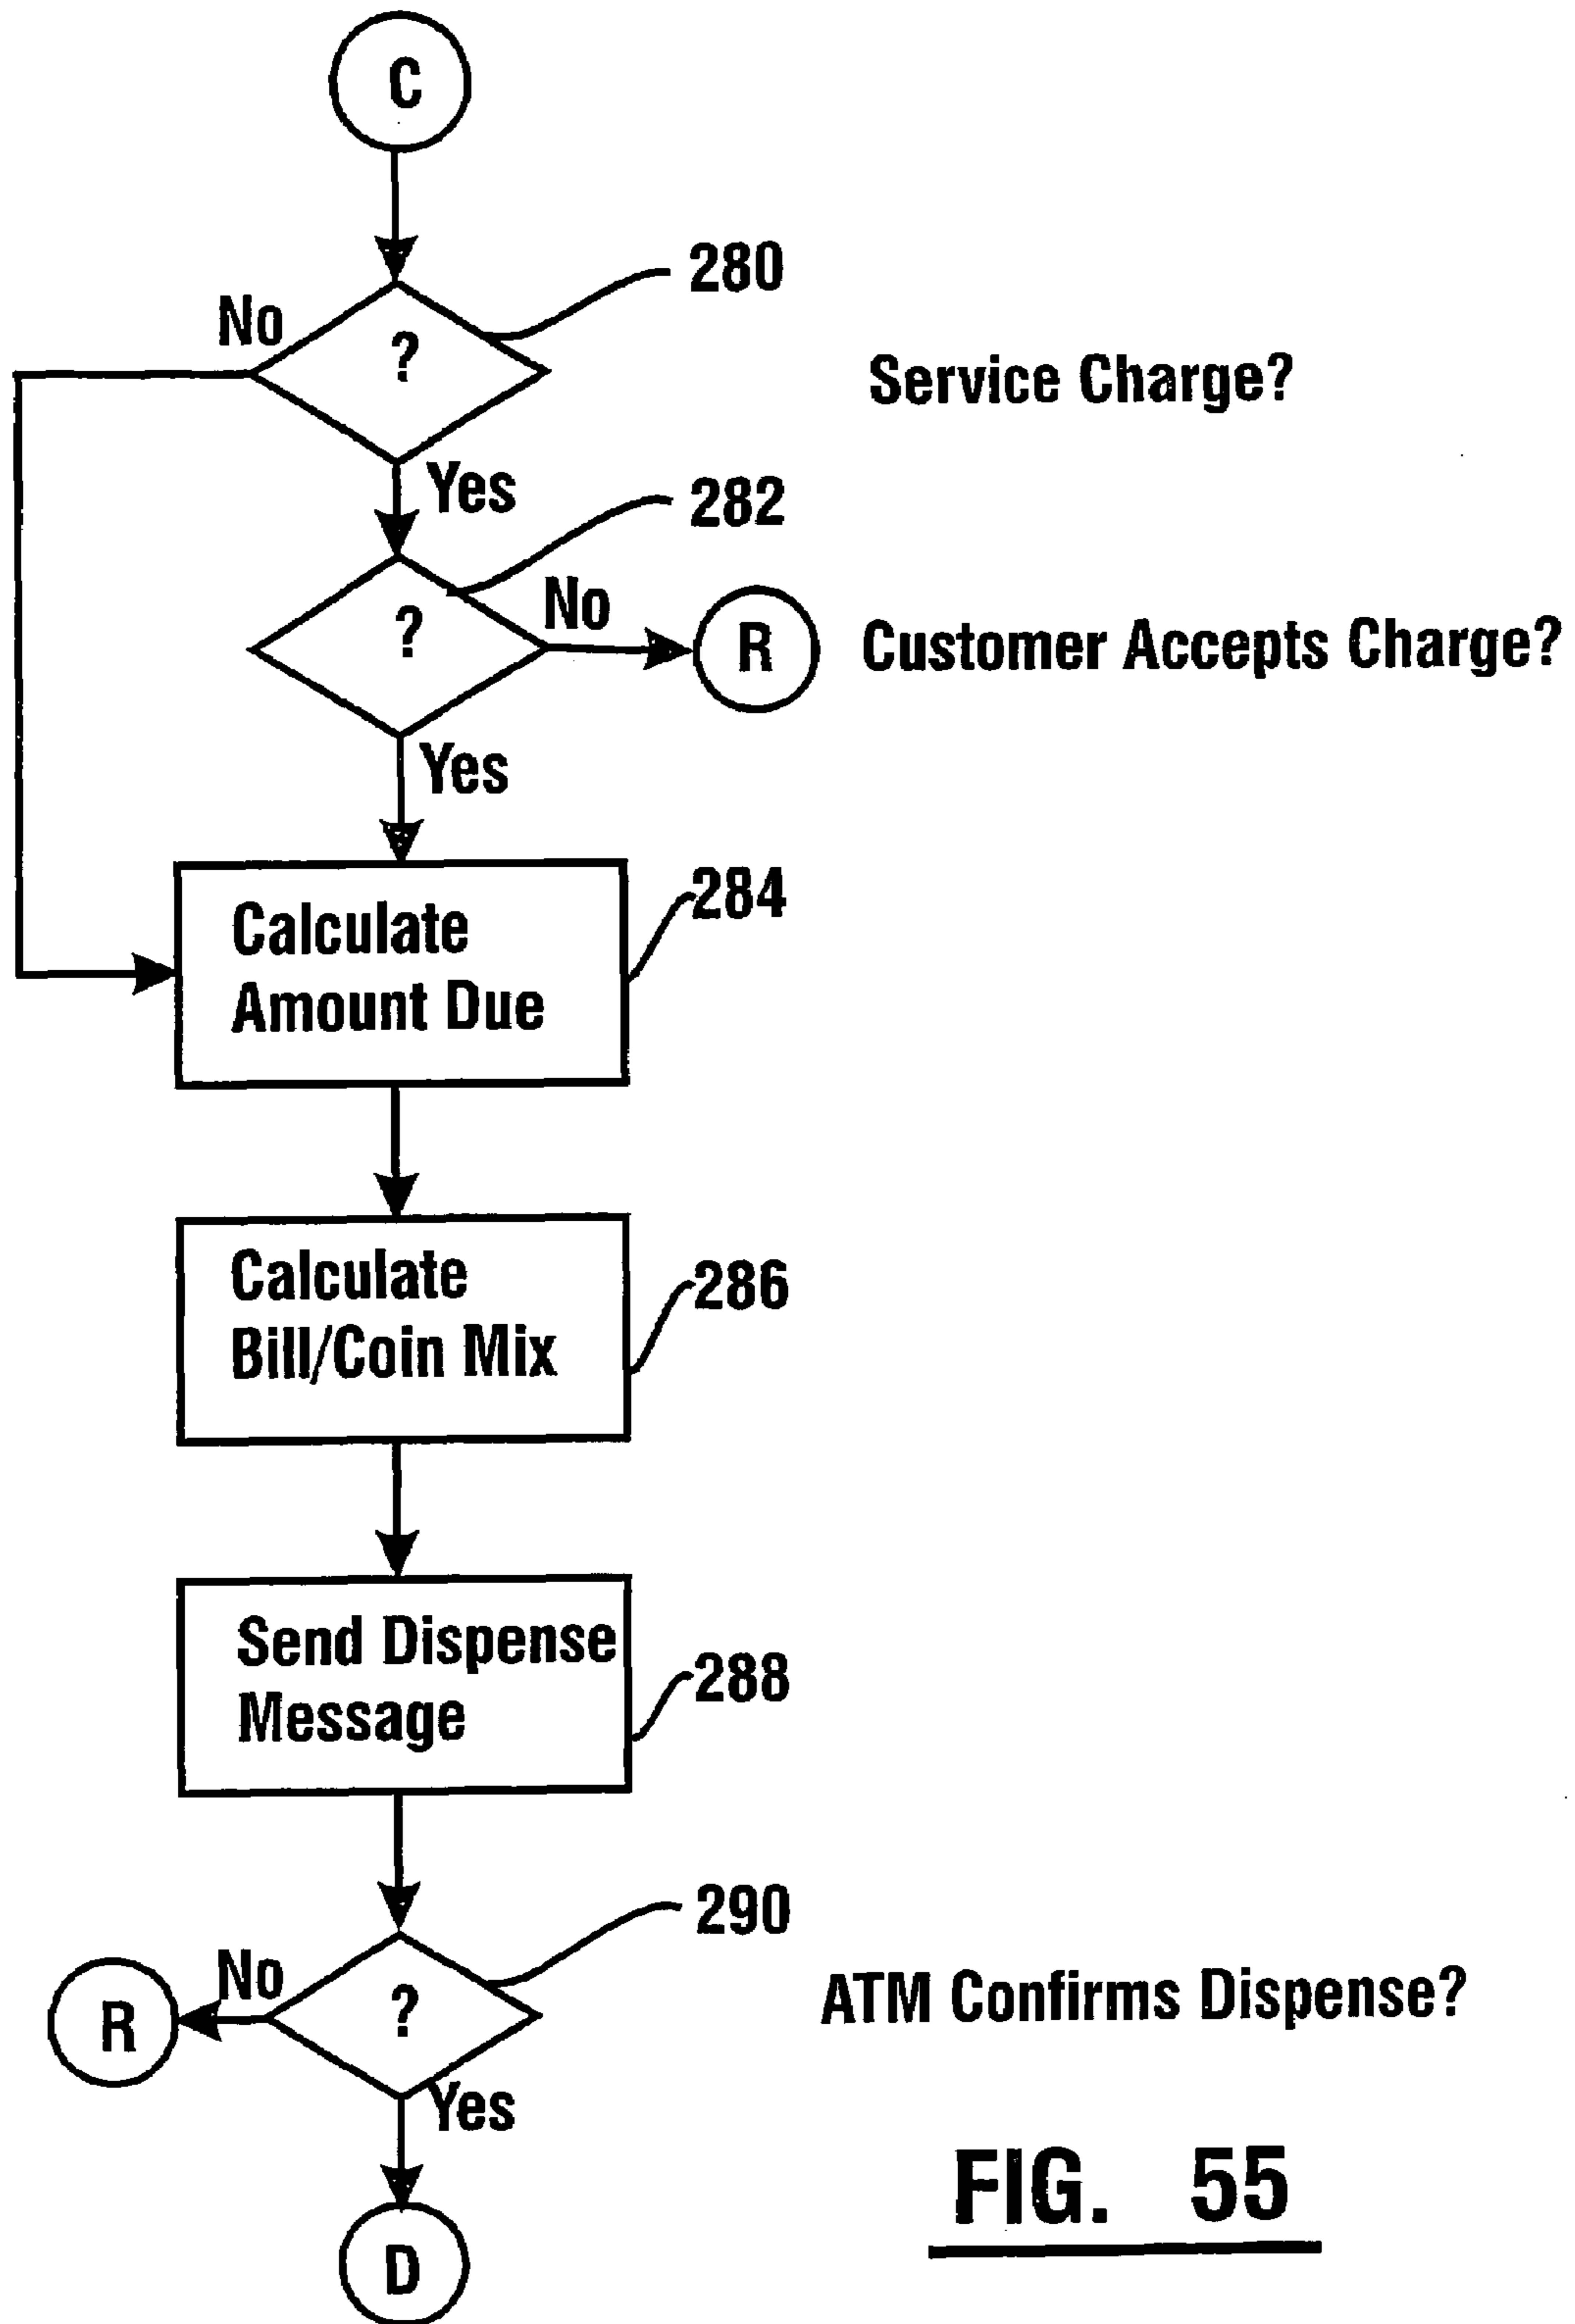 C
280
No
?
Service Charge?
Yes
282
No
?
R
Customer Accepts Charge?
Yes
284
Calculate
Amount Due
Calculate
286
Bill/Coin Mix
Send Dispense
288
Message
290
No
?
R
ATM Confirms Dispense?
Yes
FIG. 55
D